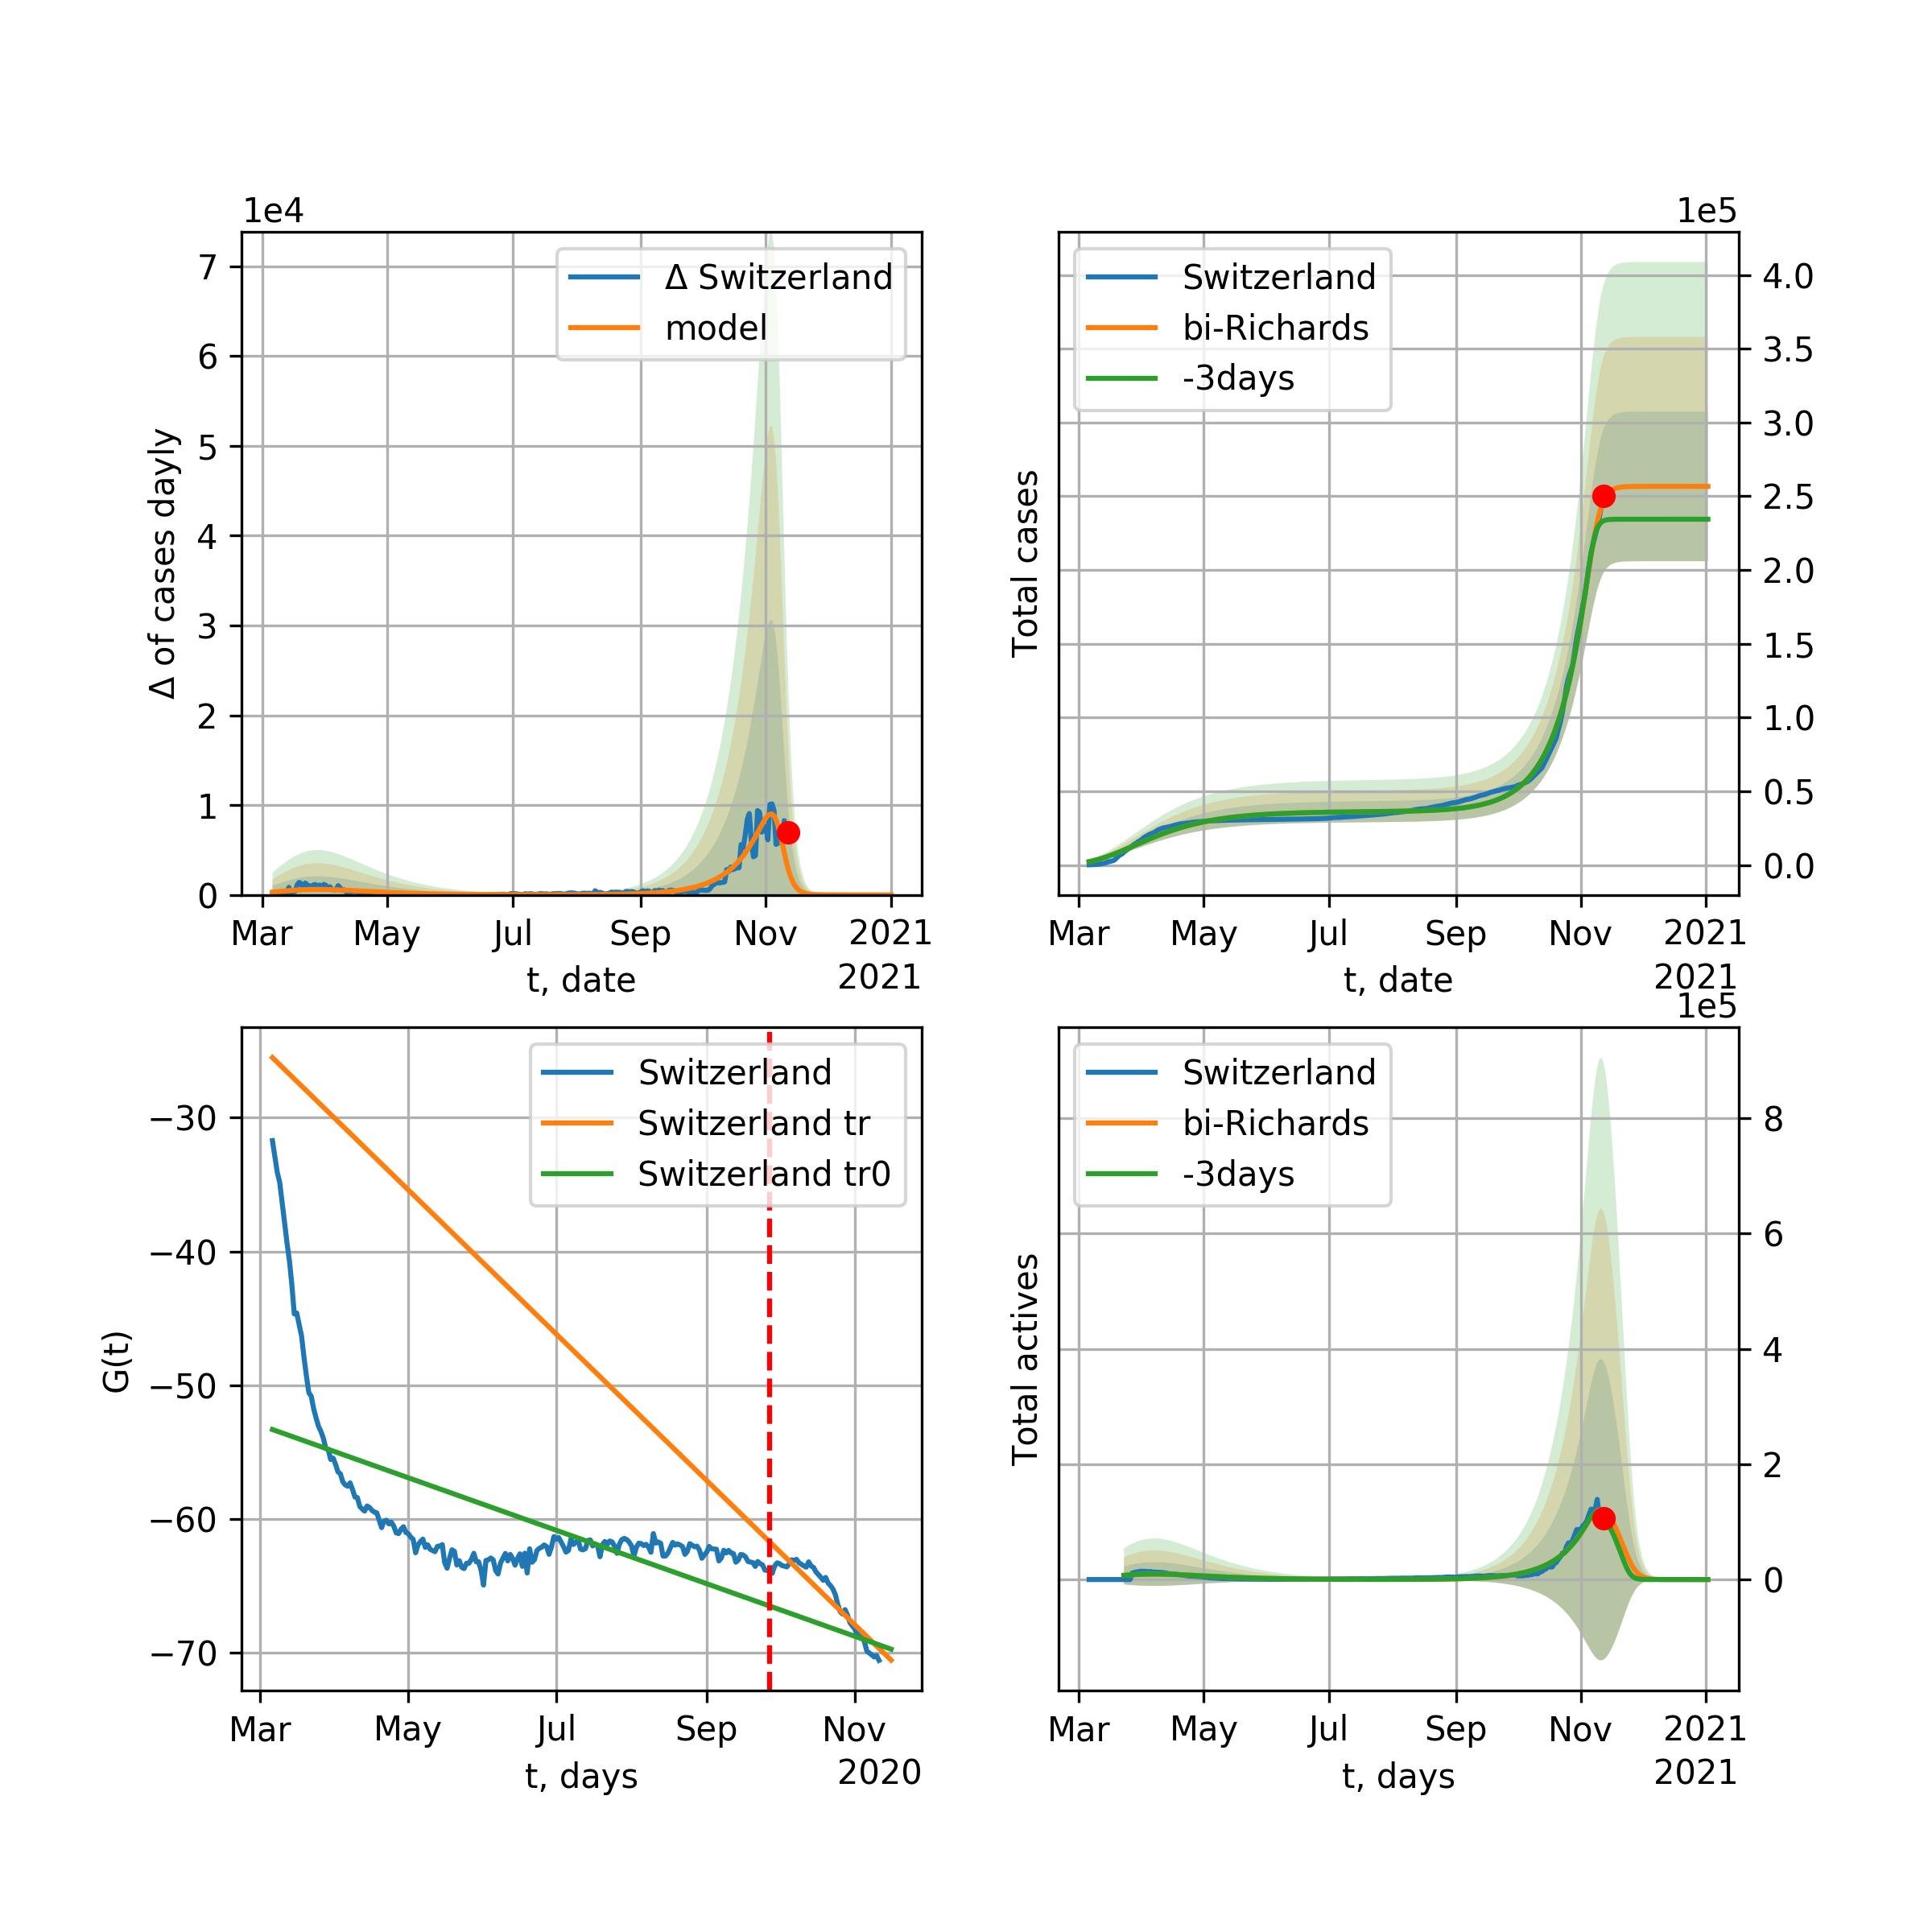 1e4
Δ of cases dayly
7
6
5
4
3
2
1
0
Δ Switzerland
model
Mar May Jul Sep Nov 2021
t, date 2021
1e5
Total cases
Switzerland
bi-Richards
-3days
4.0
3.5
3.0
2.5
2.0
1.5
1.0
0.5
0.0
Mar May Jul Sep Nov 2021
t, date 2021
G(t)
−30
−40
−50
−60
−70
Switzerland
Switzerland tr
Switzerland tr0
Mar May Jul Sep Nov
t, days 2020
1e5
Total actives
Switzerland
bi-Richards
-3days
8
6
4
2
0
Mar May Jul Sep Nov 2021
t, days 2021